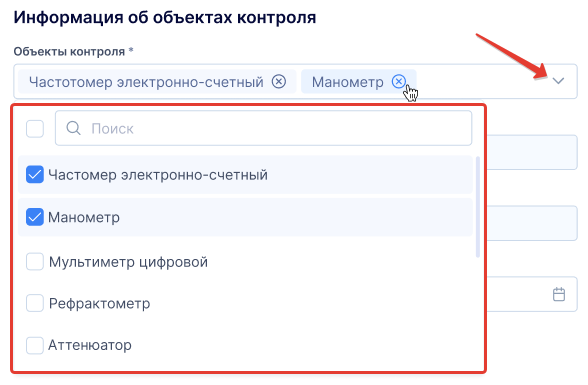 Информация об объектах контроля
Объекты контроля *
Частотомер электронно-счетный Манометр
Поиск
Частомер электронно-счетный
Манометр
Мультиметр цифровой
Рефрактометр
Аттенюатор